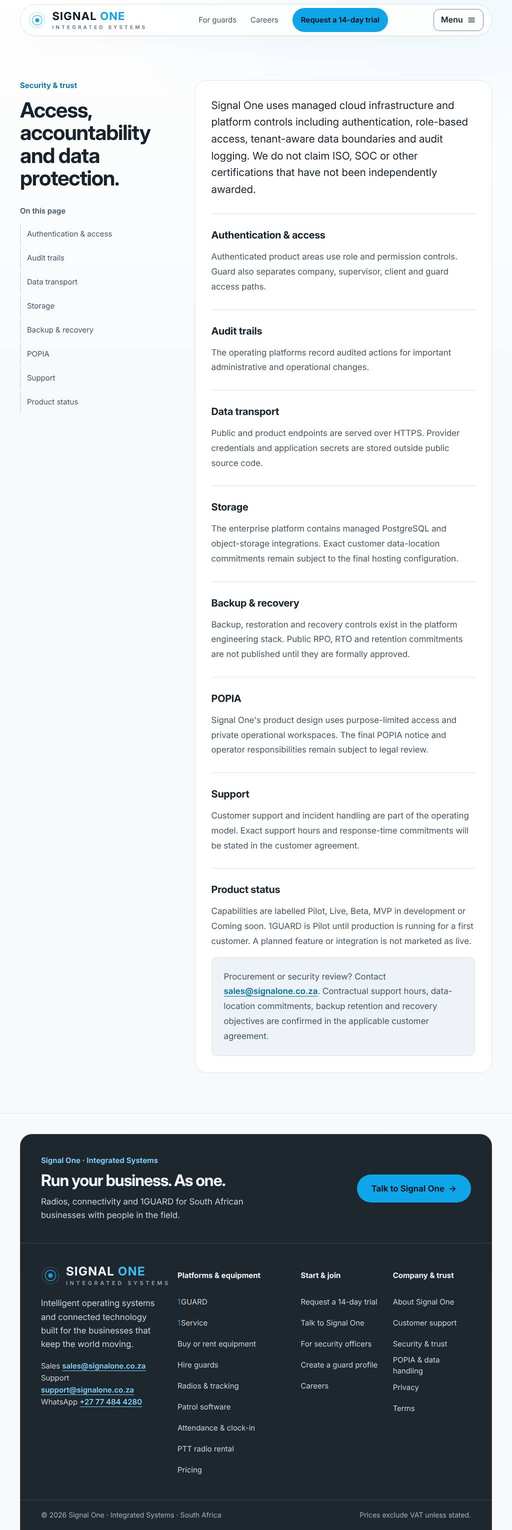 SIGNAL ONE
INTEGRATED SYSTEMS
For guards
Careers
Request a 14-day trial
Menu
Security & trust
Access,
accountability
and data
protection.
On this page
Authentication & access
Audit trails
Data transport
Storage
Backup & recovery
POPIA
Support
Product status
Signal One uses managed cloud infrastructure and
platform controls including authentication, role-based
access, tenant-aware data boundaries and audit
logging. We do not claim ISO, SOC or other
certifications that have not been independently
awarded.
Authentication & access
Authenticated product areas use role and permission controls.
Guard also separates company, supervisor, client and guard
access paths.
Audit trails
The operating platforms record audited actions for important
administrative and operational changes.
Data transport
Public and product endpoints are served over HTTPS. Provider
credentials and application secrets are stored outside public
source code.
Storage
The enterprise platform contains managed PostgreSQL and
object-storage integrations. Exact customer data-location
commitments remain subject to the final hosting configuration.
Backup & recovery
Backup, restoration and recovery controls exist in the platform
engineering stack. Public RPO, RTO and retention commitments
are not published until they are formally approved.
POPIA
Signal One's product design uses purpose-limited access and
private operational workspaces. The final POPIA notice and
operator responsibilities remain subject to legal review.
Support
Customer support and incident handling are part of the operating
model. Exact support hours and response-time commitments will
be stated in the customer agreement.
Product status
Capabilities are labelled Pilot, Live, Beta, MVP in development or
Coming soon. 1GUARD is Pilot until production is running for a first
customer. A planned feature or integration is not marketed as live.
Procurement or security review? Contact
sales@signalone.co.za. Contractual support hours, data-
location commitments, backup retention and recovery
objectives are confirmed in the applicable customer
agreement.
Signal One · Integrated Systems
Run your business. As one.
Radios, connectivity and 1GUARD for South African
businesses with people in the field.
Talk to Signal One →
SIGNAL ONE
INTEGRATED SYSTEMS
Intelligent operating systems
and connected technology
built for the businesses that
keep the world moving.
Sales sales@signalone.co.za
Support
support@signalone.co.za
WhatsApp +27 77 484 4280
Platforms & equipment
1GUARD
1Service
Buy or rent equipment
Hire guards
Radios & tracking
Patrol software
Attendance & clock-in
PTT radio rental
Pricing
Start & join
Request a 14-day trial
Talk to Signal One
For security officers
Create a guard profile
Careers
Company & trust
About Signal One
Customer support
Security & trust
POPIA & data
handling
Privacy
Terms
© 2026 Signal One · Integrated Systems · South Africa
Prices exclude VAT unless stated.